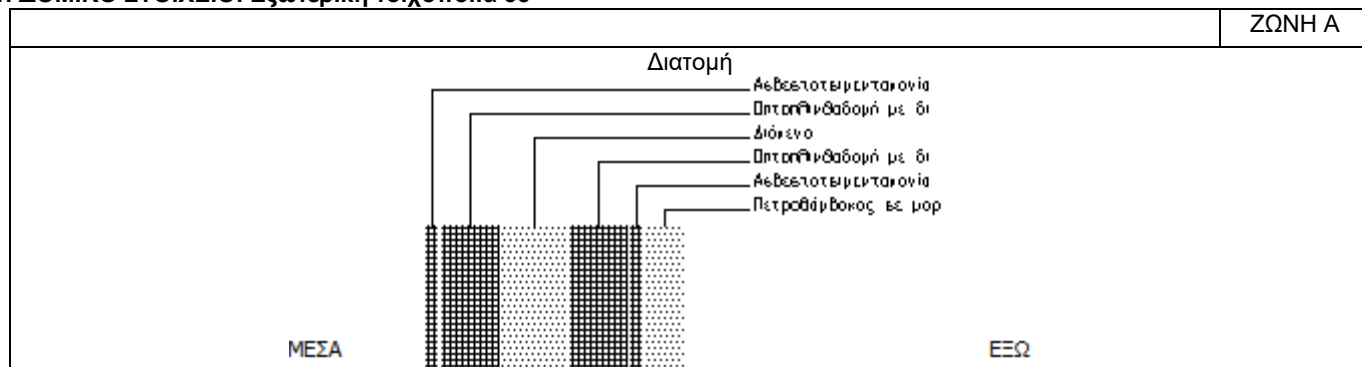 ΖΩΝΗ Α
Διατομή
Ασβεστοτσιμεντοκονία
Οπτοπλινθοδομή με δι
Διάκενο
Οπτοπλινθοδομή με δι
Ασβεστοτσιμεντοκονία
Πετροβάμβακας σε μορ
ΜΕΣΑ
ΕΞΩ